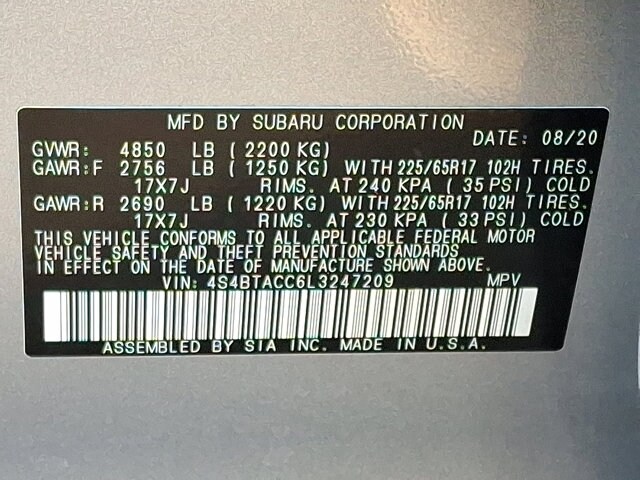 MFD BY SUBARU CORPORATION
GVWR: 4850 LB ( 2200 KG) DATE: 08/20
GAWR:F 2756 LB ( 1250 KG) WITH 225/65R17 102H TIRES.
17X7J RIMS. AT 240 KPA ( 35 PSI) COLD
GAWR:R 2690 LB ( 1220 KG) WITH 225/65R17 102H TIRES.
17X7J RIMS. AT 230 KPA ( 33 PSI) COLD
THIS VEHICLE CONFORMS TO ALL APPLICABLE FEDERAL MOTOR
VEHICLE SAFETY AND THEFT PREVENTION STANDARDS
IN EFFECT ON THE DATE OF MANUFACTURE SHOWN ABOVE.
VIN: 4S4BTACC6L3247209 MPV
ASSEMBLED BY SIA INC. MADE IN U.S.A.